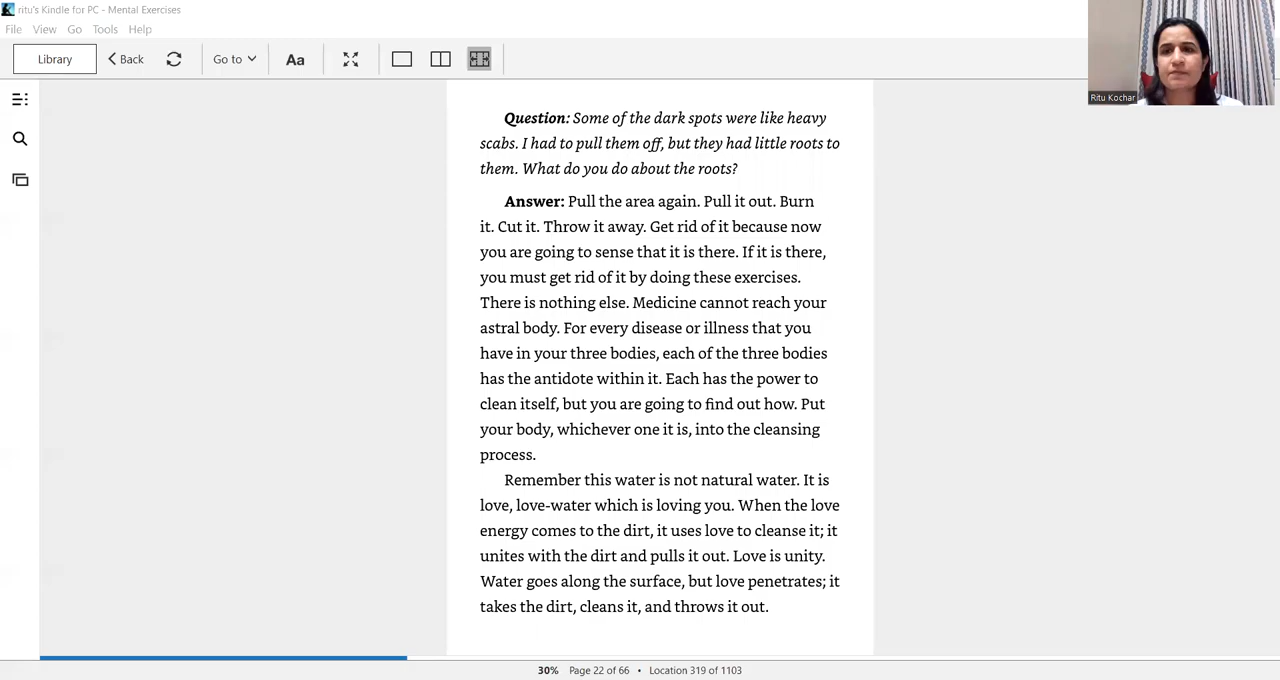 ritu's Kindle for PC - Mental Exercises
File View Go Tools Help
Library Back Go to Aa
Ritu Kochar
Question: Some of the dark spots were like heavy
scabs. I had to pull them off, but they had little roots to
them. What do you do about the roots?
Answer: Pull the area again. Pull it out. Burn
it. Cut it. Throw it away. Get rid of it because now
you are going to sense that it is there. If it is there,
you must get rid of it by doing these exercises.
There is nothing else. Medicine cannot reach your
astral body. For every disease or illness that you
have in your three bodies, each of the three bodies
has the antidote within it. Each has the power to
clean itself, but you are going to find out how. Put
your body, whichever one it is, into the cleansing
process.
Remember this water is not natural water. It is
love, love-water which is loving you. When the love
energy comes to the dirt, it uses love to cleanse it; it
unites with the dirt and pulls it out. Love is unity.
Water goes along the surface, but love penetrates; it
takes the dirt, cleans it, and throws it out.
30% Page 22 of 66 • Location 319 of 1103